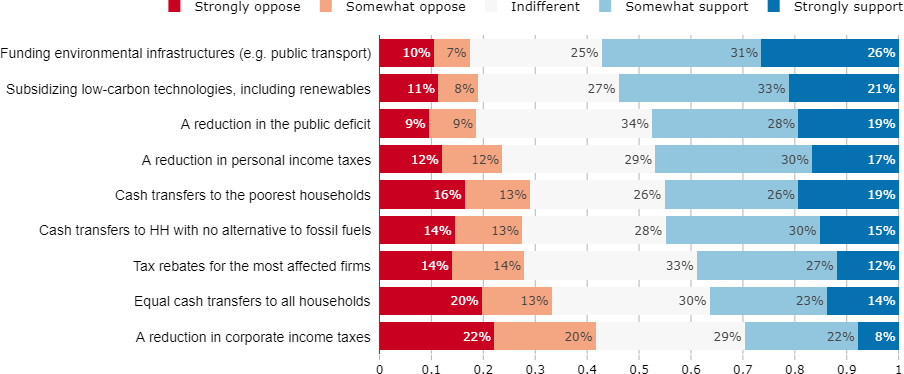 Strongly oppose Somewhat oppose Indifferent Somewhat support Strongly support
Funding environmental infrastructures (e.g. public transport) 10% 7% 25% 31% 26%
Subsidizing low-carbon technologies, including renewables 11% 8% 27% 33% 21%
A reduction in the public deficit 9% 9% 34% 28% 19%
A reduction in personal income taxes 12% 12% 29% 30% 17%
Cash transfers to the poorest households 16% 13% 26% 26% 19%
Cash transfers to HH with no alternative to fossil fuels 14% 13% 28% 30% 15%
Tax rebates for the most affected firms 14% 14% 33% 27% 12%
Equal cash transfers to all households 20% 13% 30% 23% 14%
A reduction in corporate income taxes 22% 20% 29% 22% 8%
0 0.1 0.2 0.3 0.4 0.5 0.6 0.7 0.8 0.9 1